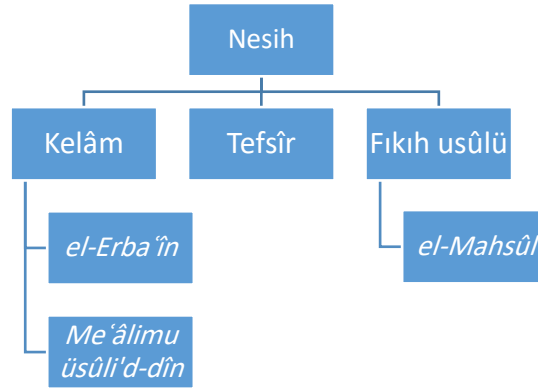 Nesih
Kelâm
Tefsîr
Fıkıh usûlü
el-Erbaʿîn
el-Mahsûl
Meʿâlimu
üsûli'd-dîn